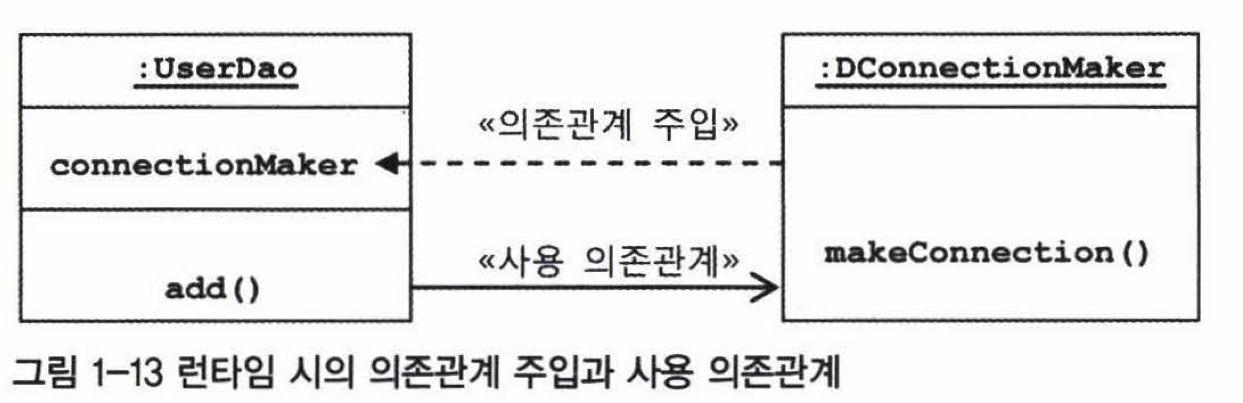 :UserDao
:DConnectionMaker
«의존관계 주입»
connectionMaker
«사용 의존관계»
makeConnection()
add()
그림 1-13 런타임 시의 의존관계 주입과 사용 의존관계